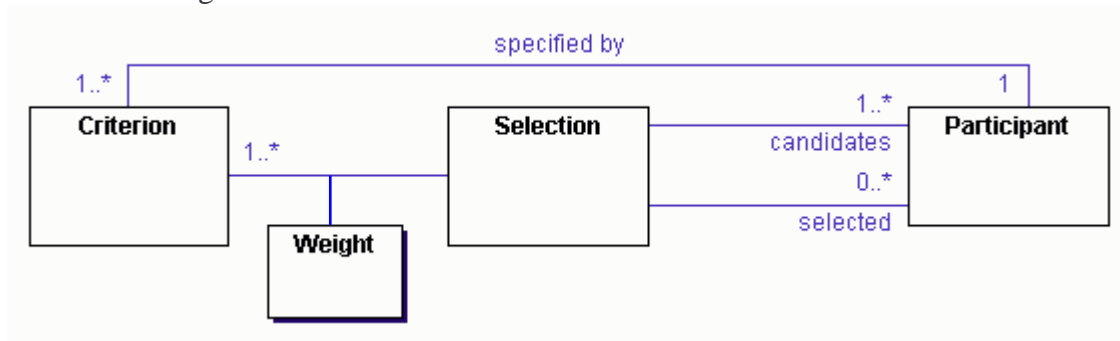 specified by
1..*
1
Criterion
Selection
1..*
Participant
candidates
1..*
0..*
selected
Weight